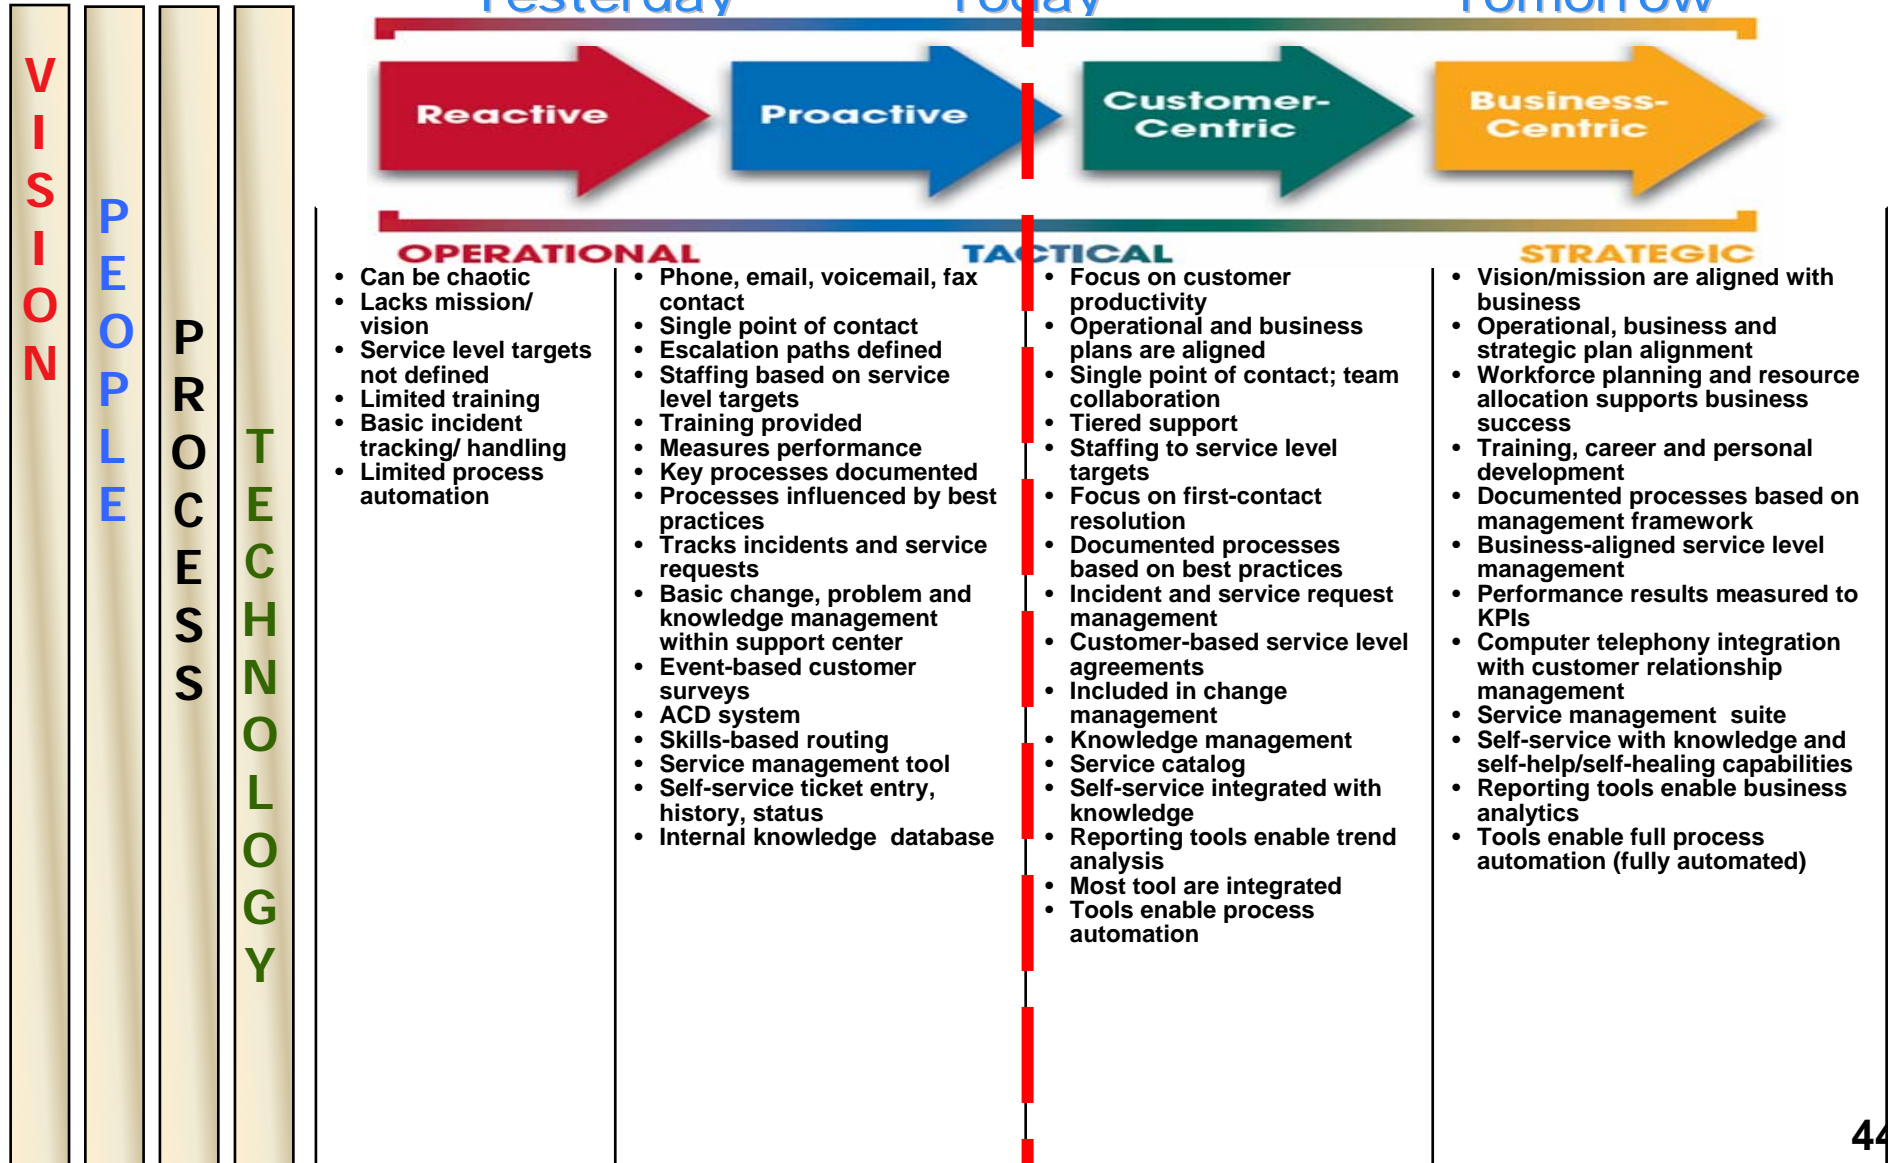 Yesterday
Today
Tomorrow
VISION
PEOPLE
PROCESS
TECHNOLOGY
Reactive
Proactive
Customer-
Centric
Business-
Centric
OPERATIONAL
TACTICAL
STRATEGIC
• Can be chaotic
• Lacks mission/
vision
• Service level targets
not defined
• Limited training
• Basic incident
tracking/ handling
• Limited process
automation
• Phone, email, voicemail, fax
contact
• Single point of contact
• Escalation paths defined
• Staffing based on service
level targets
• Training provided
• Measures performance
• Key processes documented
• Processes influenced by best
practices
• Tracks incidents and service
requests
• Basic change, problem and
knowledge management
within support center
• Event-based customer
surveys
• ACD system
• Skills-based routing
• Service management tool
• Self-service ticket entry,
history, status
• Internal knowledge database
• Focus on customer
productivity
• Operational and business
plans are aligned
• Single point of contact; team
collaboration
• Tiered support
• Staffing to service level
targets
• Focus on first-contact
resolution
• Documented processes
based on best practices
• Incident and service request
management
• Customer-based service level
agreements
• Included in change
management
• Knowledge management
• Service catalog
• Self-service integrated with
knowledge
• Reporting tools enable trend
analysis
• Most tool are integrated
• Tools enable process
automation
• Vision/mission are aligned with
business
• Operational, business and
strategic plan alignment
• Workforce planning and resource
allocation supports business
success
• Training, career and personal
development
• Documented processes based on
management framework
• Business-aligned service level
management
• Performance results measured to
KPIs
• Computer telephony integration
with customer relationship
management
• Service management suite
• Self-service with knowledge and
self-help/self-healing capabilities
• Reporting tools enable business
analytics
• Tools enable full process
automation (fully automated)
44